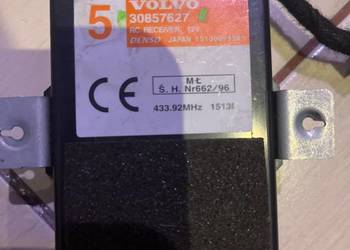 5
VOLVO
30857627
RC RECEIVER 12V
DENSO JAPAN
CE
M-Ł
Ś. H. Nr662/96
433.92MHz 1513I